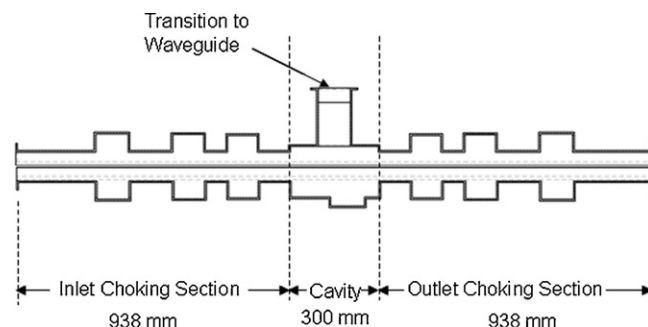 Transition to
Waveguide
Inlet Choking Section
Cavity
Outlet Choking Section
938 mm
300 mm
938 mm